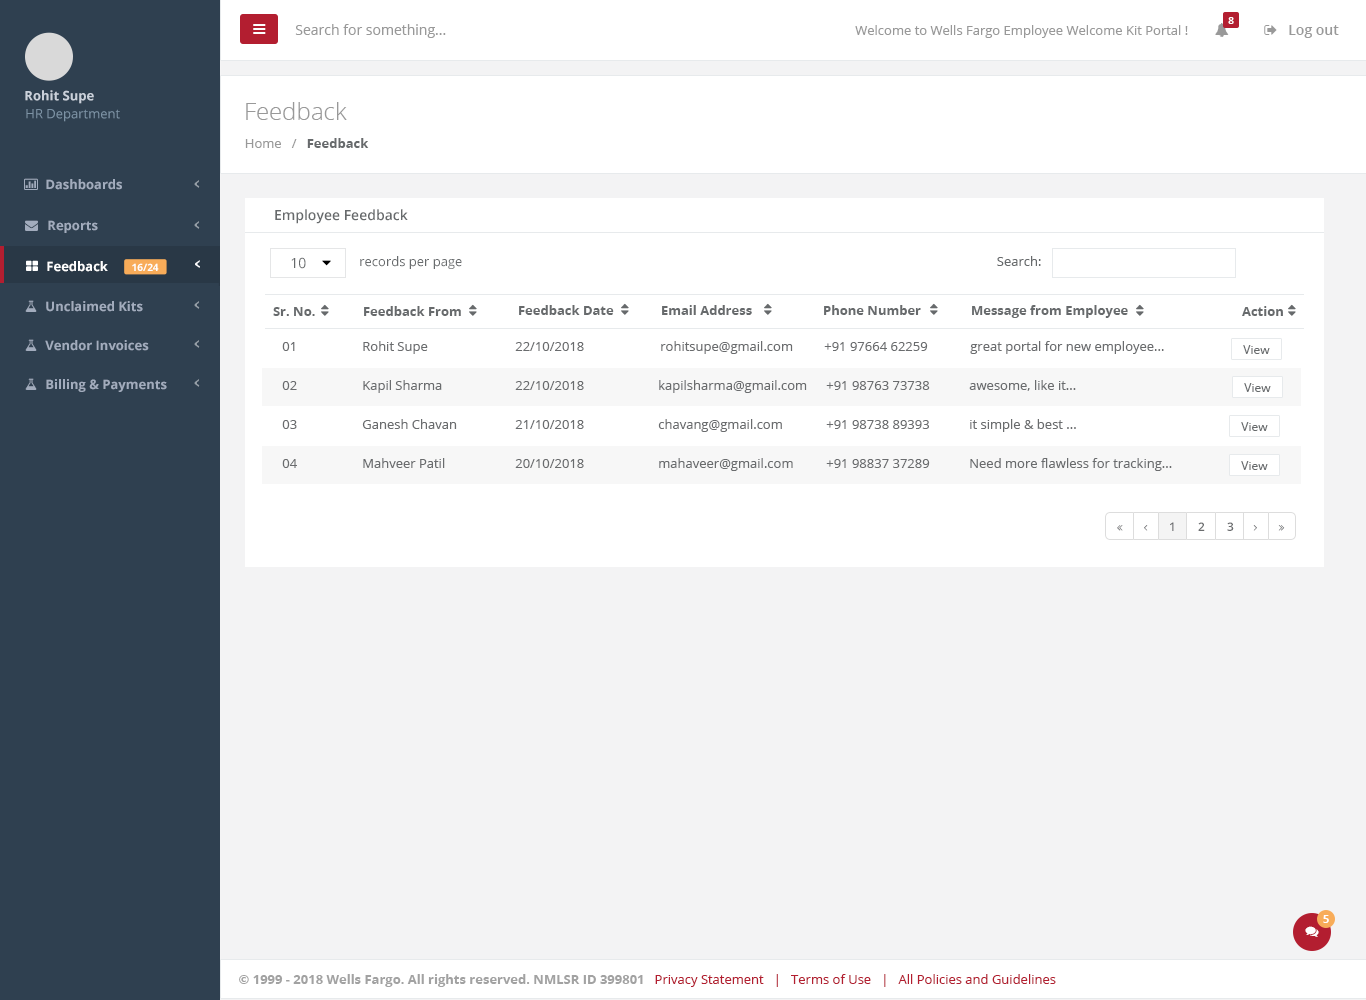 Search for something...
Welcome to Wells Fargo Employee Welcome Kit Portal !
8
Log out
Rohit Supe
HR Department
Dashboards
Reports
Feedback 16/24
Unclaimed Kits
Vendor Invoices
Billing & Payments
Feedback
Home / Feedback
Employee Feedback
10 records per page
Search:
Sr. No. Feedback From Feedback Date Email Address Phone Number Message from Employee Action
01 Rohit Supe 22/10/2018 rohitsupe@gmail.com +91 97664 62259 great portal for new employee... View
02 Kapil Sharma 22/10/2018 kapilsharma@gmail.com +91 98763 73738 awesome, like it... View
03 Ganesh Chavan 21/10/2018 chavang@gmail.com +91 98738 89393 it simple & best ... View
04 Mahveer Patil 20/10/2018 mahaveer@gmail.com +91 98837 37289 Need more flawless for tracking... View
« ‹ 1 2 3 › »
5
© 1999 - 2018 Wells Fargo. All rights reserved. NMLSR ID 399801 Privacy Statement | Terms of Use | All Policies and Guidelines